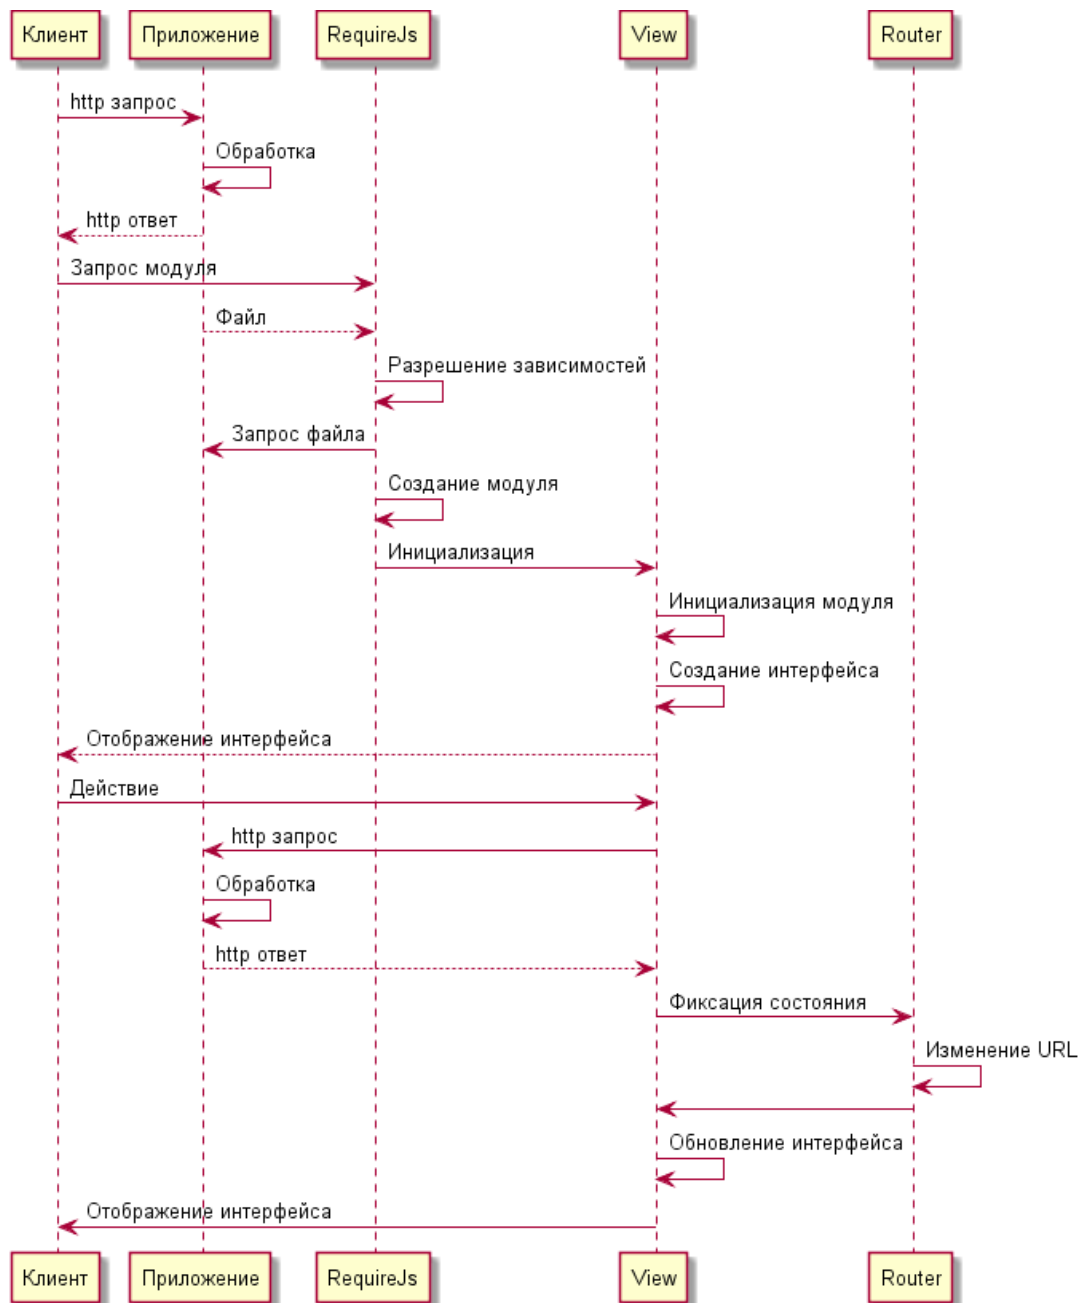 Клиент
Приложение
RequireJs
View
Router
http запрос
Обработка
http ответ
Запрос модуля
Файл
Разрешение зависимостей
Запрос файла
Создание модуля
Инициализация
Инициализация модуля
Создание интерфейса
Отображение интерфейса
Действие
http запрос
Обработка
http ответ
Фиксация состояния
Изменение URL
Обновление интерфейса
Отображение интерфейса
Клиент
Приложение
RequireJs
View
Router